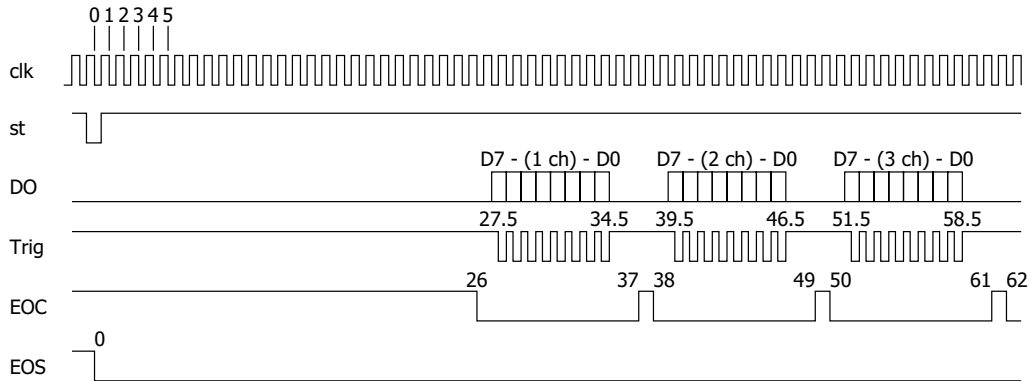 0 1 2 3 4 5
clk
st
D7 - (1 ch) - D0 D7 - (2 ch) - D0 D7 - (3 ch) - D0
DO
27.5 34.5 39.5 46.5 51.5 58.5
Trig
26 37 38 49 50 61 62
EOC
0
EOS